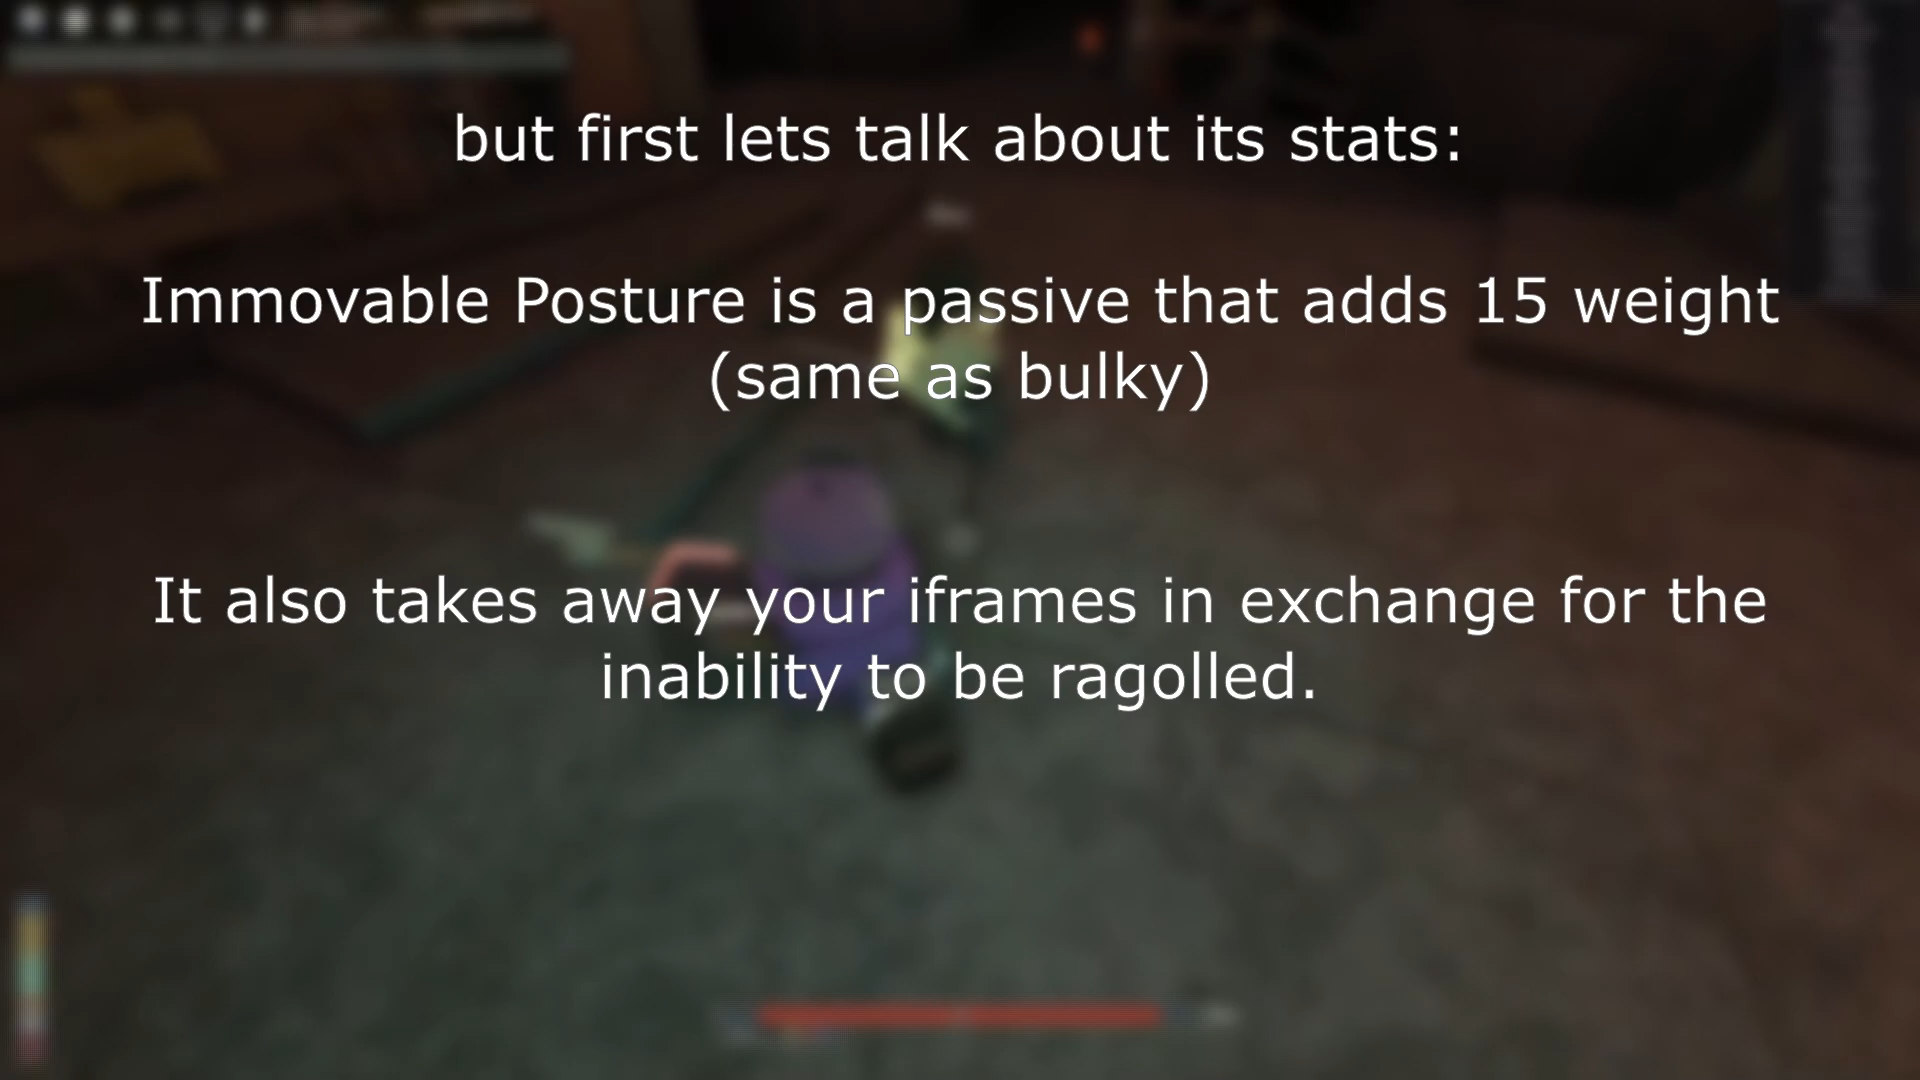 but first lets talk about its stats:
Immovable Posture is a passive that adds 15 weight
(same as bulky)
It also takes away your iframes in exchange for the
inability to be ragolled.